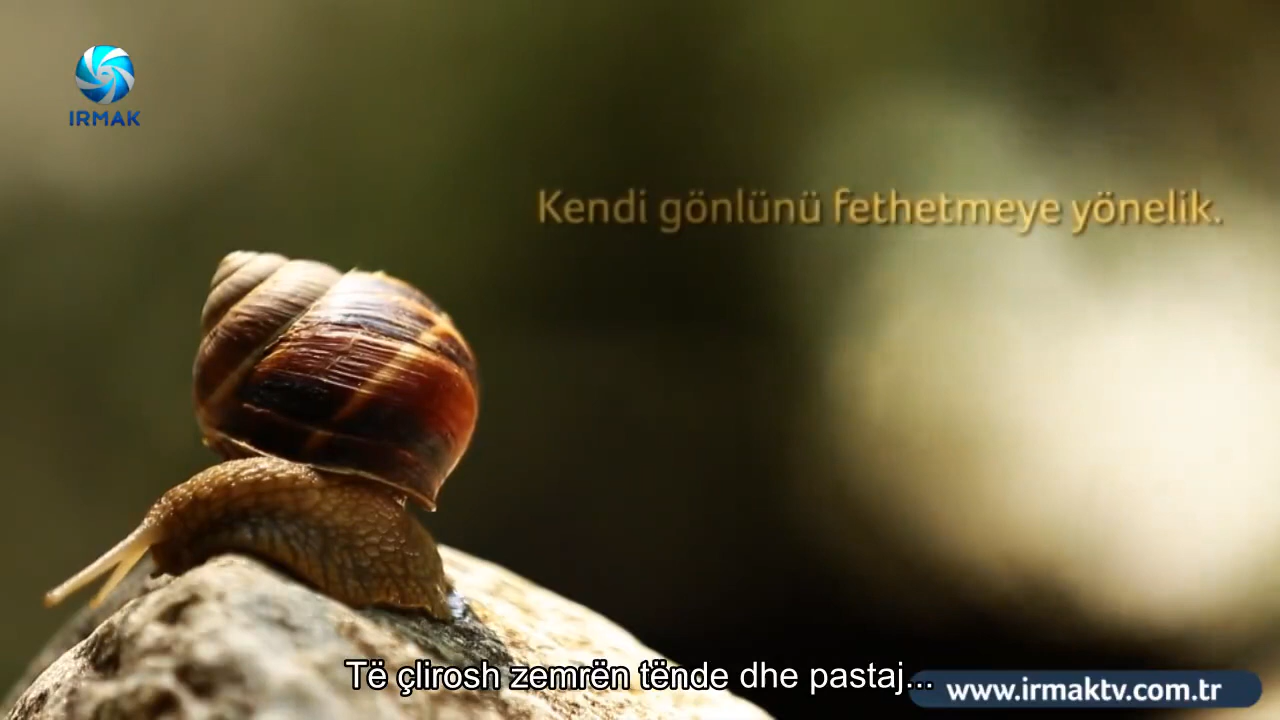 IRMAK
Kendi gönlünü fethetmeye yönelik.
Të çlirosh zemrën tënde dhe pastaj...
www.irmaktv.com.tr